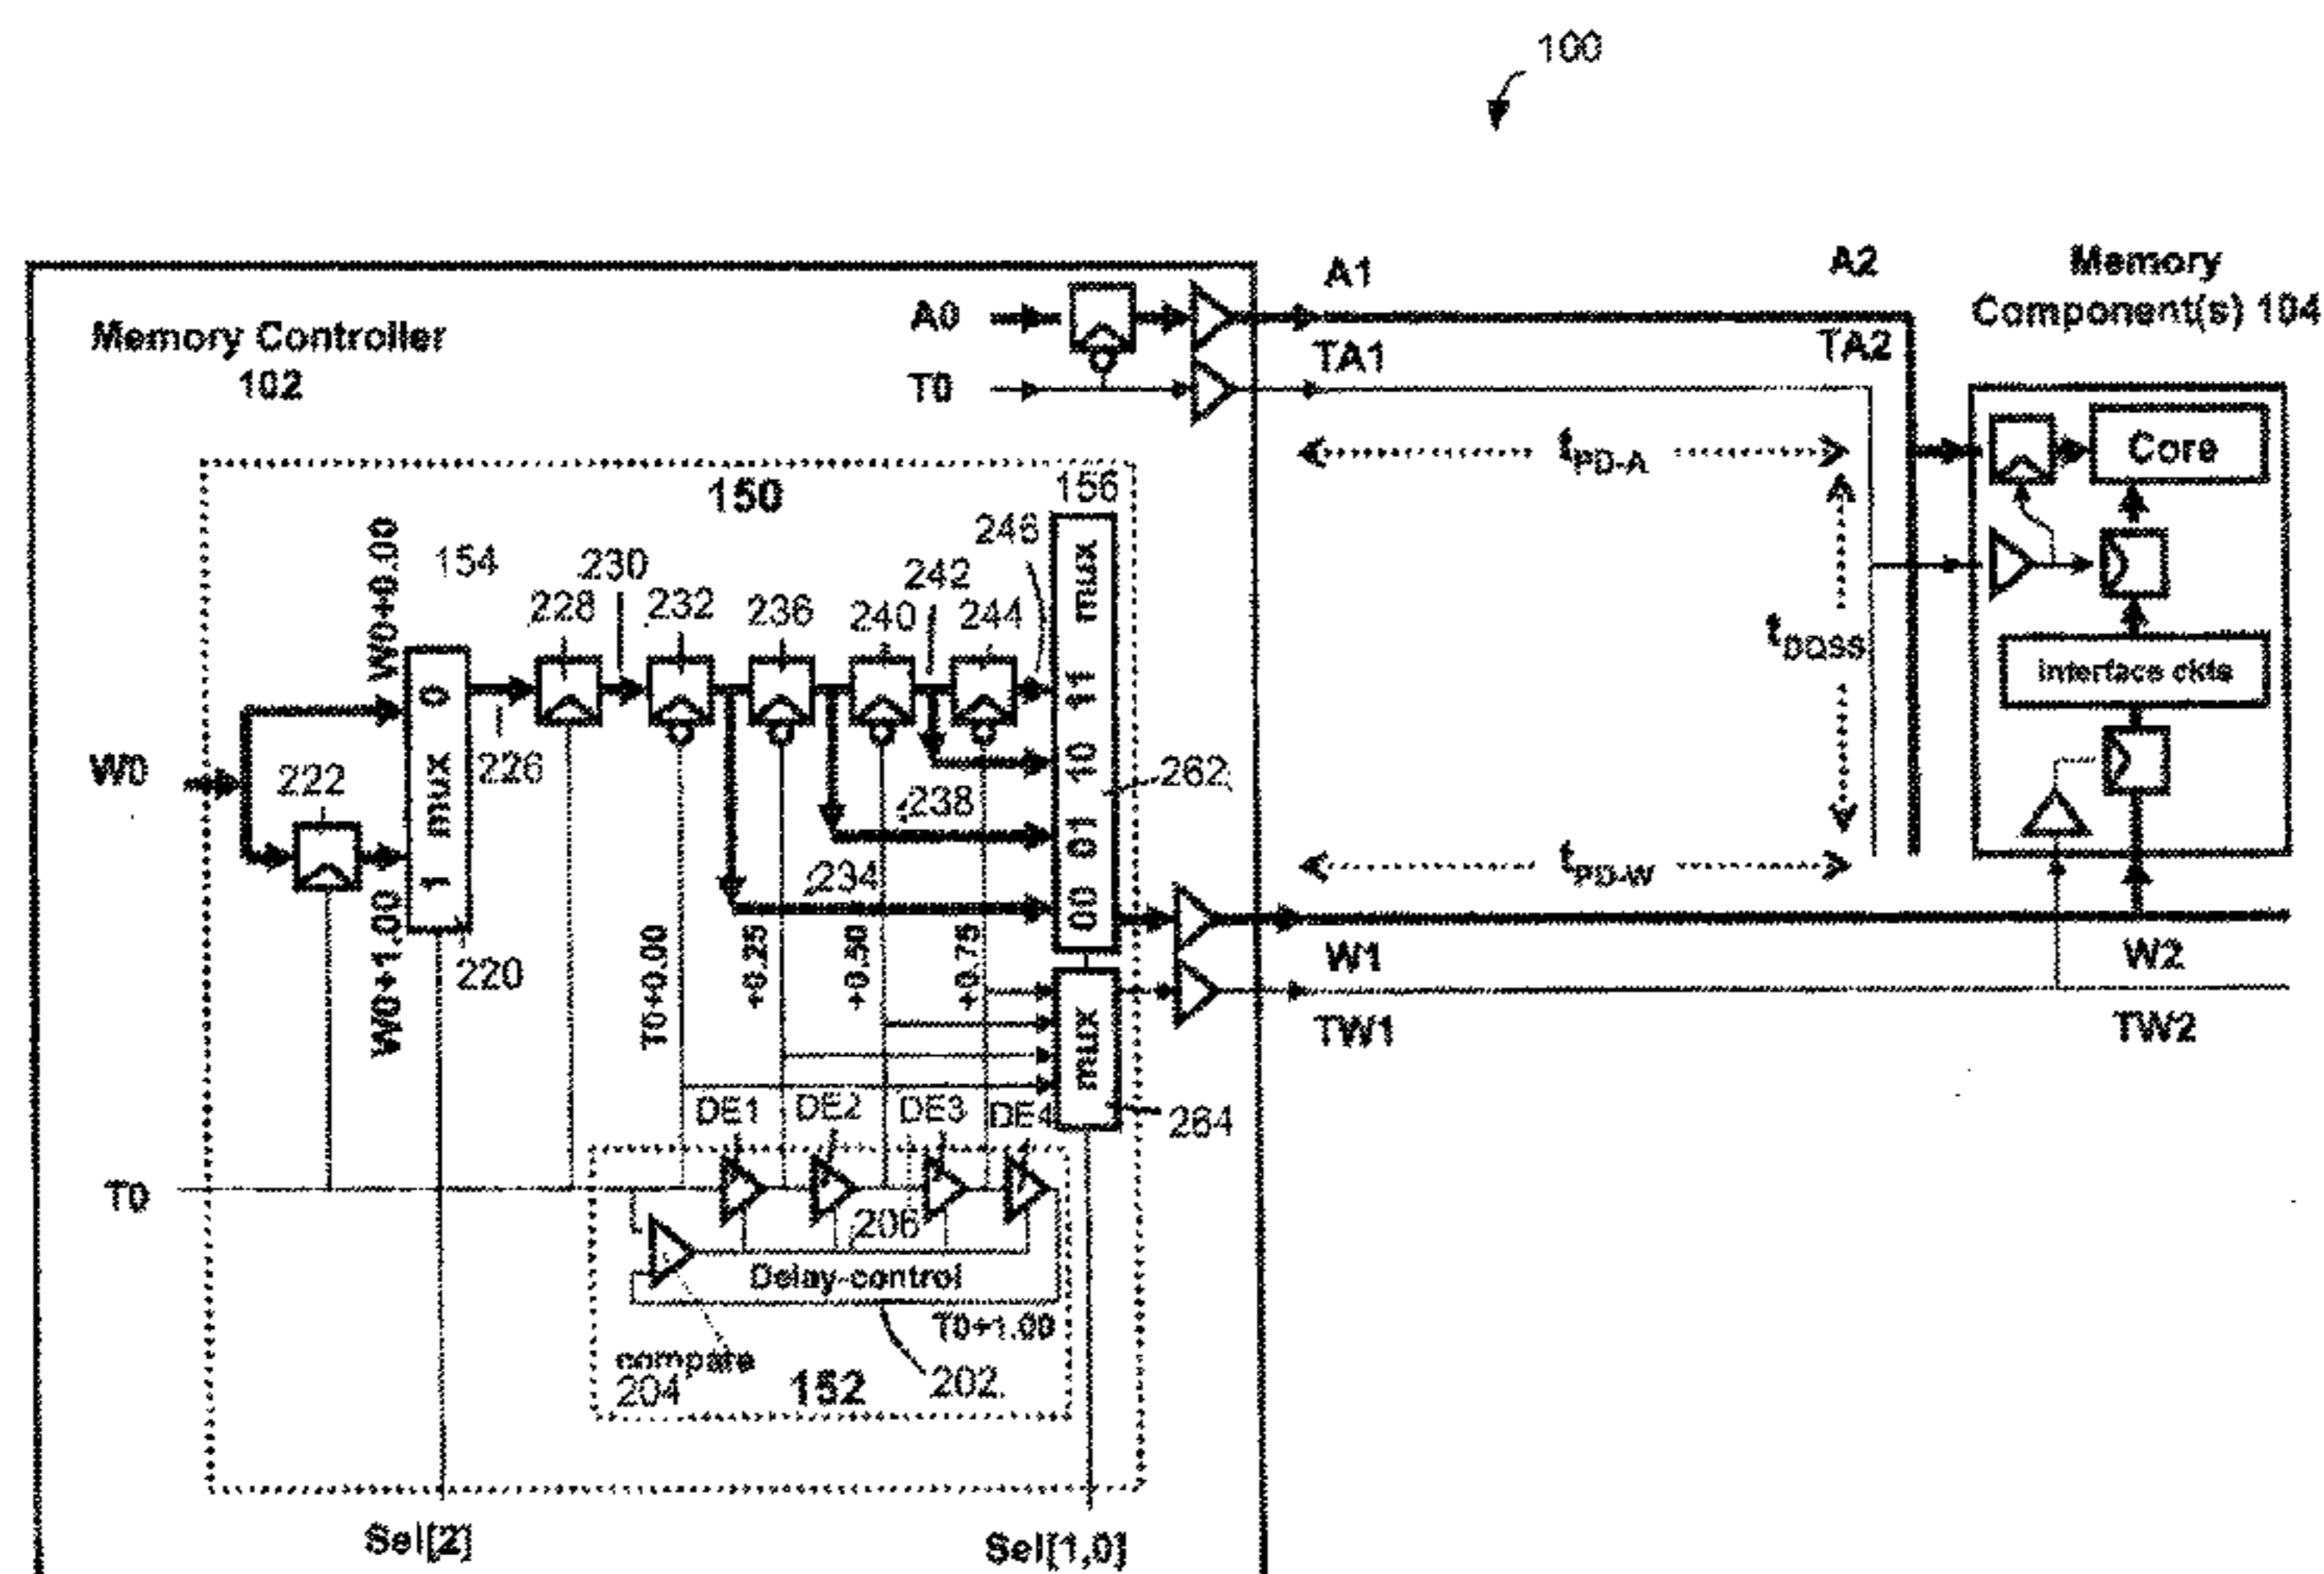 100
A1
A2
Memory
Component(s) 104
A0
TA1
TA2
Memory Controller
102
T0
tPD-A
Core
150
156
W0+0.00
154
230
246
242
mux
228
232
236
240
244
tDQSS
interface ckts
0
11
W0
222
226
10
262
mux
238
01
1
234
tPD-W
00
W0+1.00
220
T0+0.00
+0.25
+0.50
+0.75
W1
W2
mux
TW1
TW2
DE1
DE2
DE3
DE4
264
T0
206
Delay-control
T0+1.00
compare
204
152
202
Sel[2]
Sel[1,0]